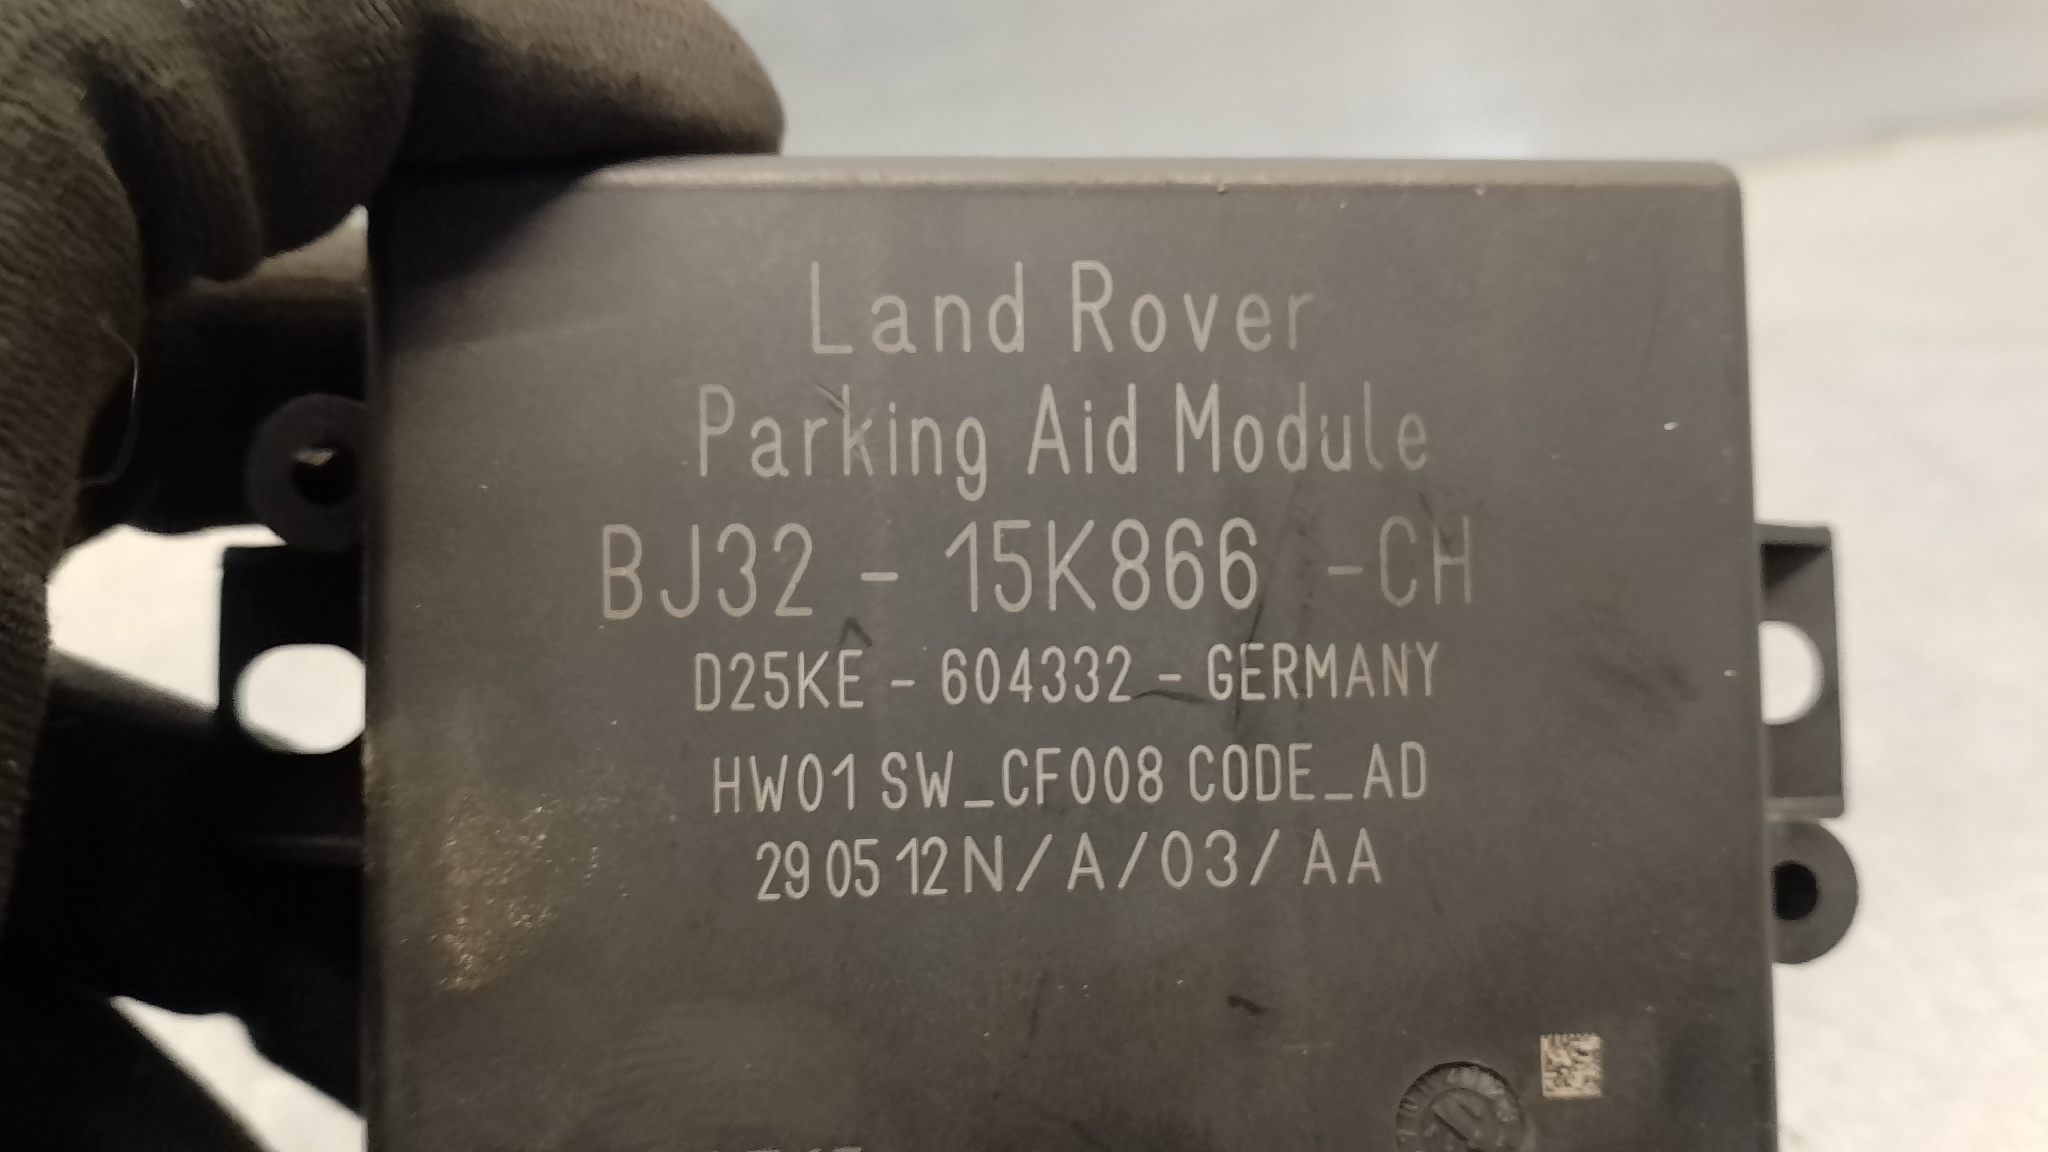 Land Rover
Parking Aid Module
BJ32 - 15K866 -CH
D25KE - 604332 - GERMANY
HW01 SW_CF008 CODE_AD
29 05 12 N/A/03/AA